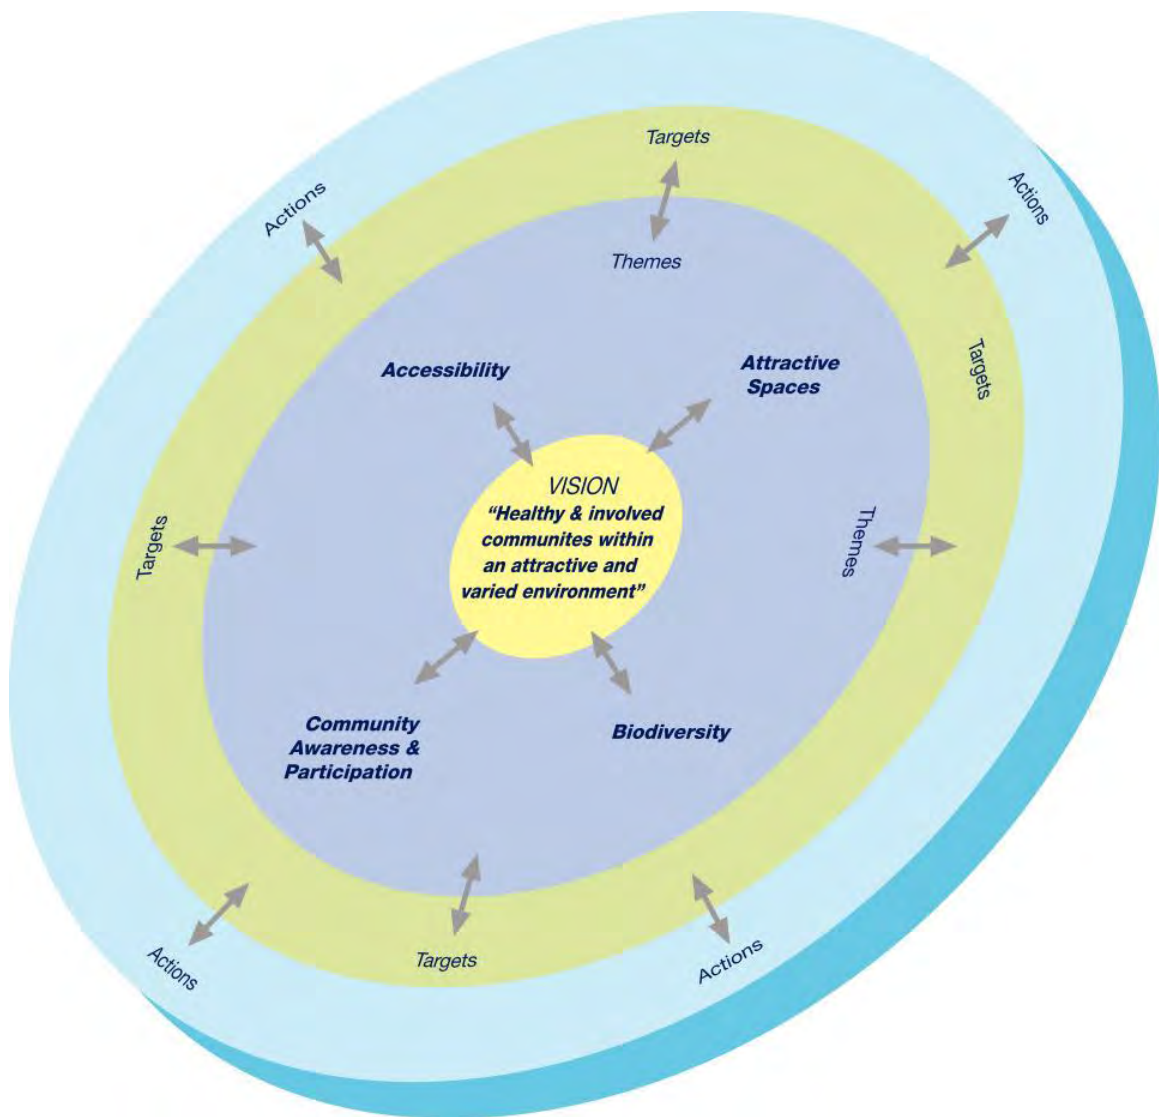 Targets
Actions
Actions
Themes
Accessibility
Attractive
Spaces
Targets
VISION
“Healthy & involved
communites within
an attractive and
varied environment”
Targets
Themes
Community
Awareness &
Participation
Biodiversity
Actions
Targets
Actions